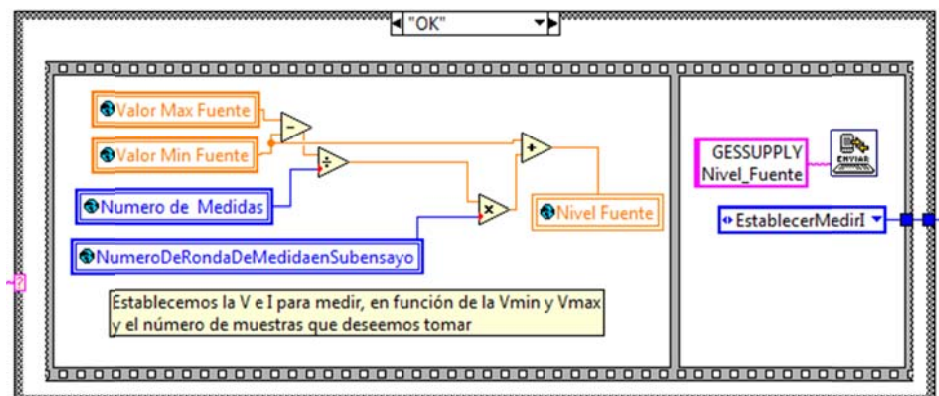 "OK"
Valor Max Fuente
Valor Min Fuente
Numero de Medidas
NumeroDeRondaDeMedidaenSubensayo
Nivel Fuente
Establecemos la V e I para medir, en función de la Vmin y Vmax
y el número de muestras que deseemos tomar
GESSUPPLY
Nivel_Fuente
ENVIAR
EstablecerMedirI